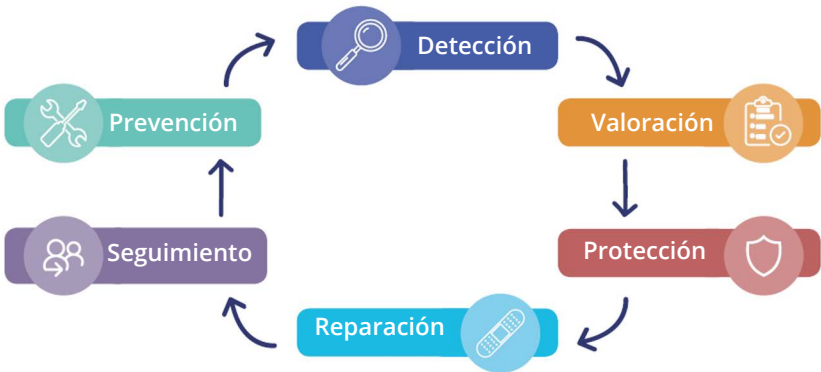 Detección
Prevención
Valoración
Seguimiento
Protección
Reparación